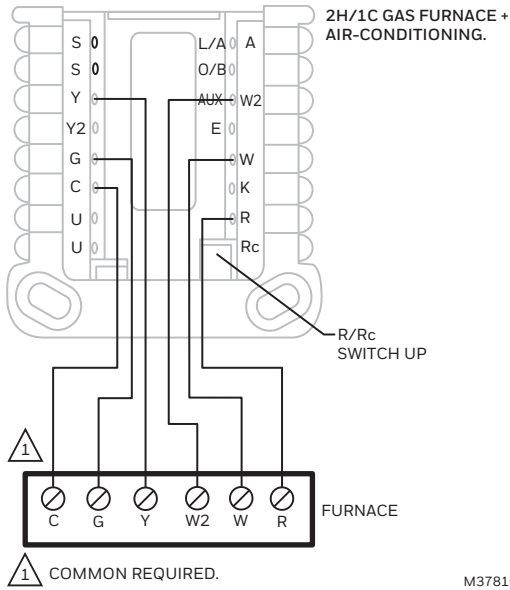 2H/1C GAS FURNACE +
AIR-CONDITIONING.
S L/A A
S O/B
Y AUX W2
Y2 E
G W
C K
U R
U Rc
R/Rc
SWITCH UP
1
C G Y W2 W R
FURNACE
1 COMMON REQUIRED.
M3781